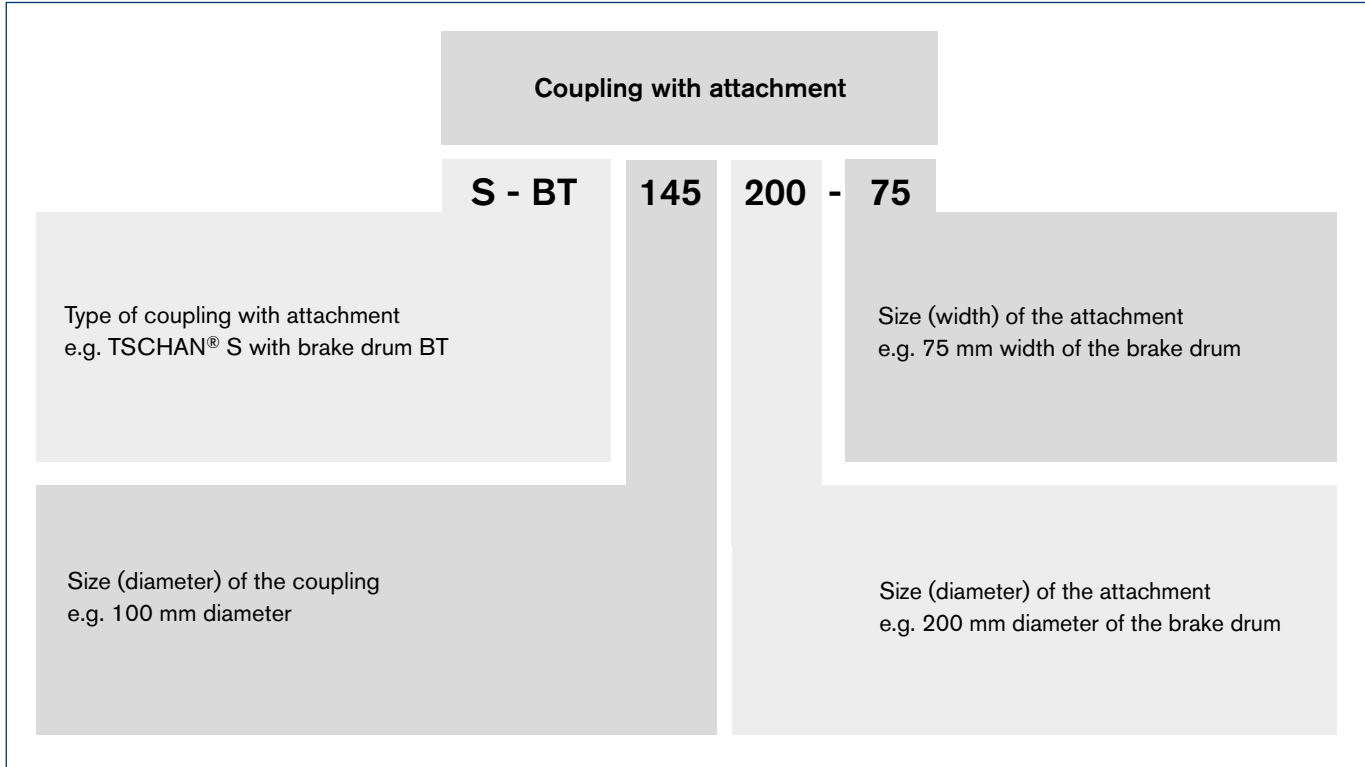 Coupling with attachment
S - BT 145 200 - 75
Type of coupling with attachment
e.g. TSCHAN® S with brake drum BT
Size (width) of the attachment
e.g. 75 mm width of the brake drum
Size (diameter) of the coupling
e.g. 100 mm diameter
Size (diameter) of the attachment
e.g. 200 mm diameter of the brake drum